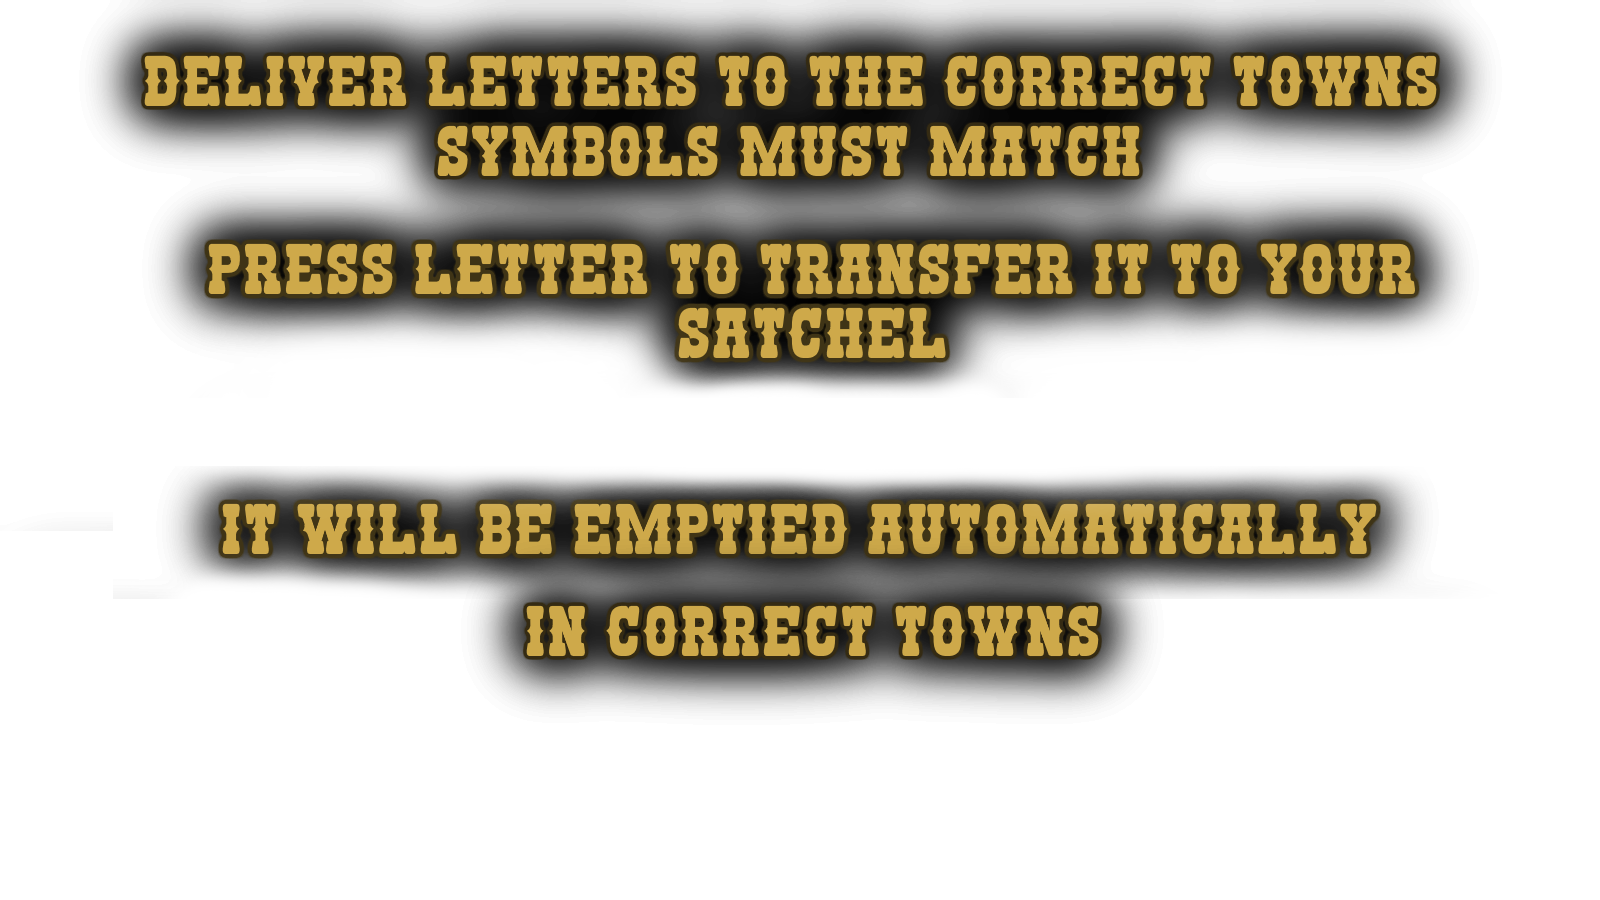 DELIVER LETTERS TO THE CORRECT TOWNS
SYMBOLS MUST MATCH
PRESS LETTER TO TRANSFER IT TO YOUR
SATCHEL
IT WILL BE EMPTIED AUTOMATICALLY
IN CORRECT TOWNS